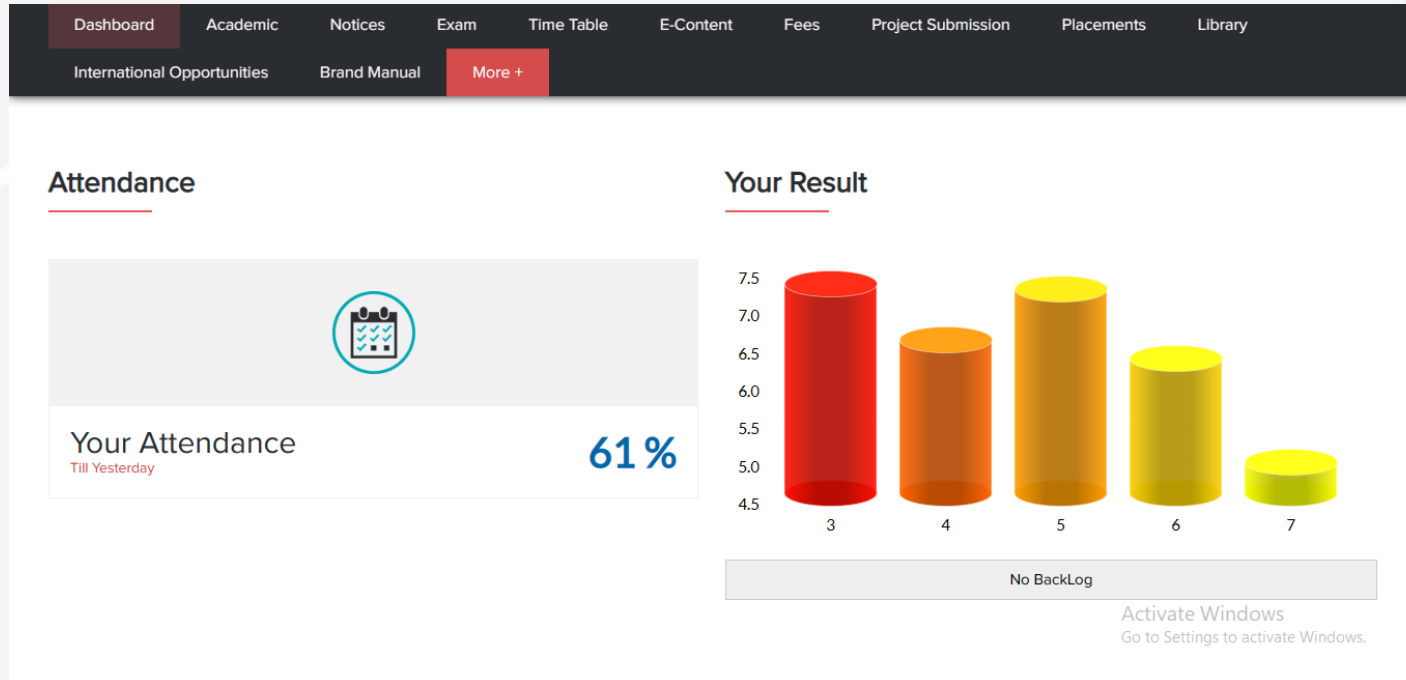 Dashboard Academic Notices Exam Time Table E-Content Fees Project Submission Placements Library
International Opportunities Brand Manual More +
Attendance
Your Attendance
Till Yesterday
61 %
Your Result
7.5
7.0
6.5
6.0
5.5
5.0
4.5
3 4 5 6 7
No BackLog
Activate Windows
Go to Settings to activate Windows.